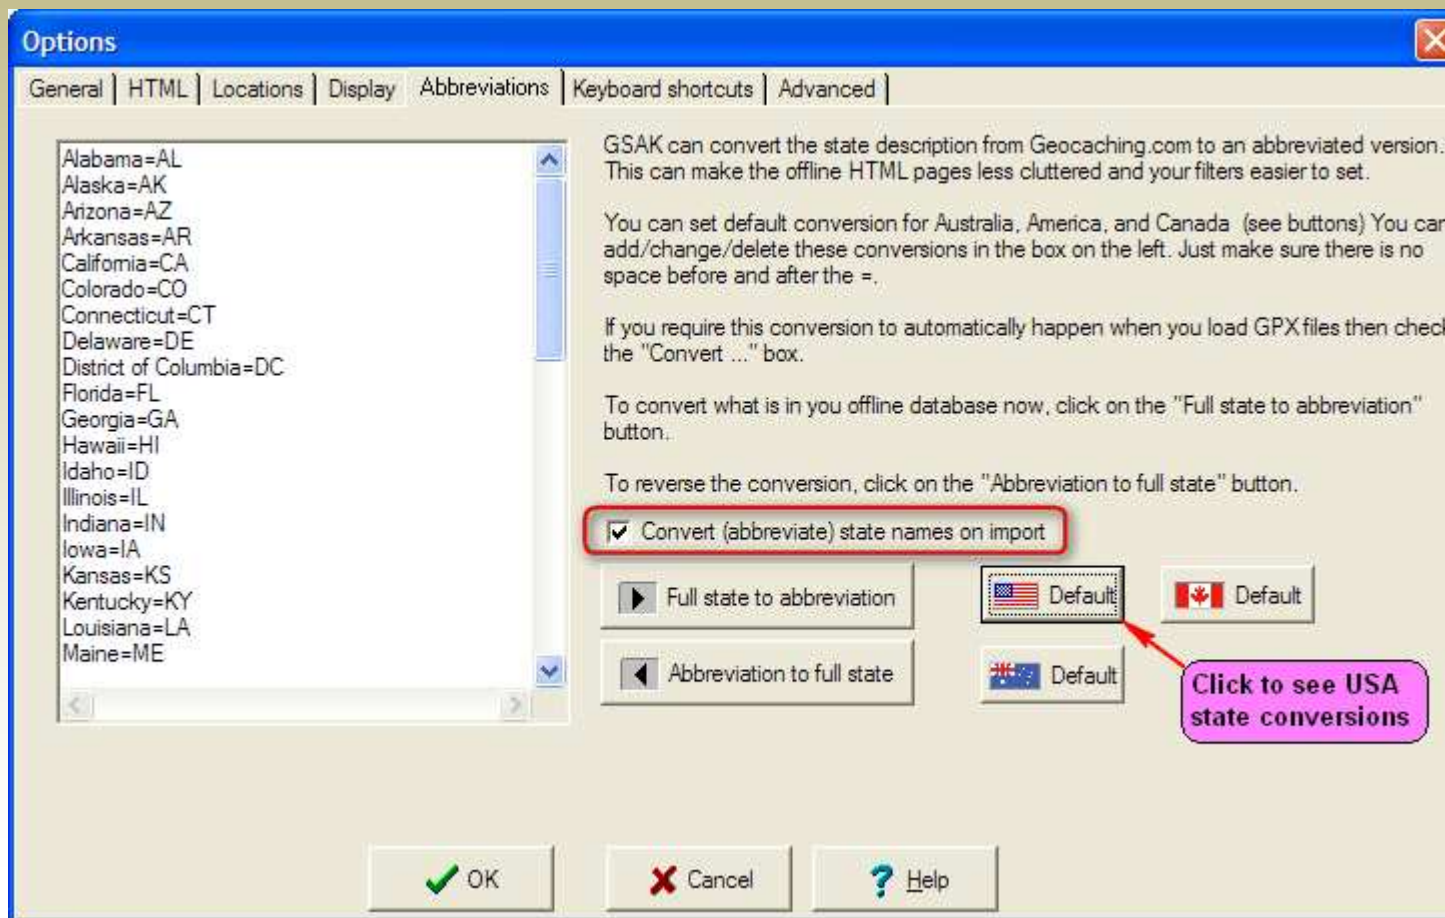 Options
General
HTML
Locations
Display
Abbreviations
Keyboard shortcuts
Advanced
Alabama=AL
Alaska=AK
Arizona=AZ
Arkansas=AR
California=CA
Colorado=CO
Connecticut=CT
Delaware=DE
District of Columbia=DC
Florida=FL
Georgia=GA
Hawaii=HI
Idaho=ID
Illinois=IL
Indiana=IN
Iowa=IA
Kansas=KS
Kentucky=KY
Louisiana=LA
Maine=ME
GSAK can convert the state description from Geocaching.com to an abbreviated version.
This can make the offline HTML pages less cluttered and your filters easier to set.
You can set default conversion for Australia, America, and Canada (see buttons) You can
add/change/delete these conversions in the box on the left. Just make sure there is no
space before and after the =.
If you require this conversion to automatically happen when you load GPX files then check
the "Convert ..." box.
To convert what is in you offline database now, click on the "Full state to abbreviation"
button.
To reverse the conversion, click on the "Abbreviation to full state" button.
Convert (abbreviate) state names on import
Full state to abbreviation
Default
Default
Abbreviation to full state
Default
Click to see USA
state conversions
OK
Cancel
Help